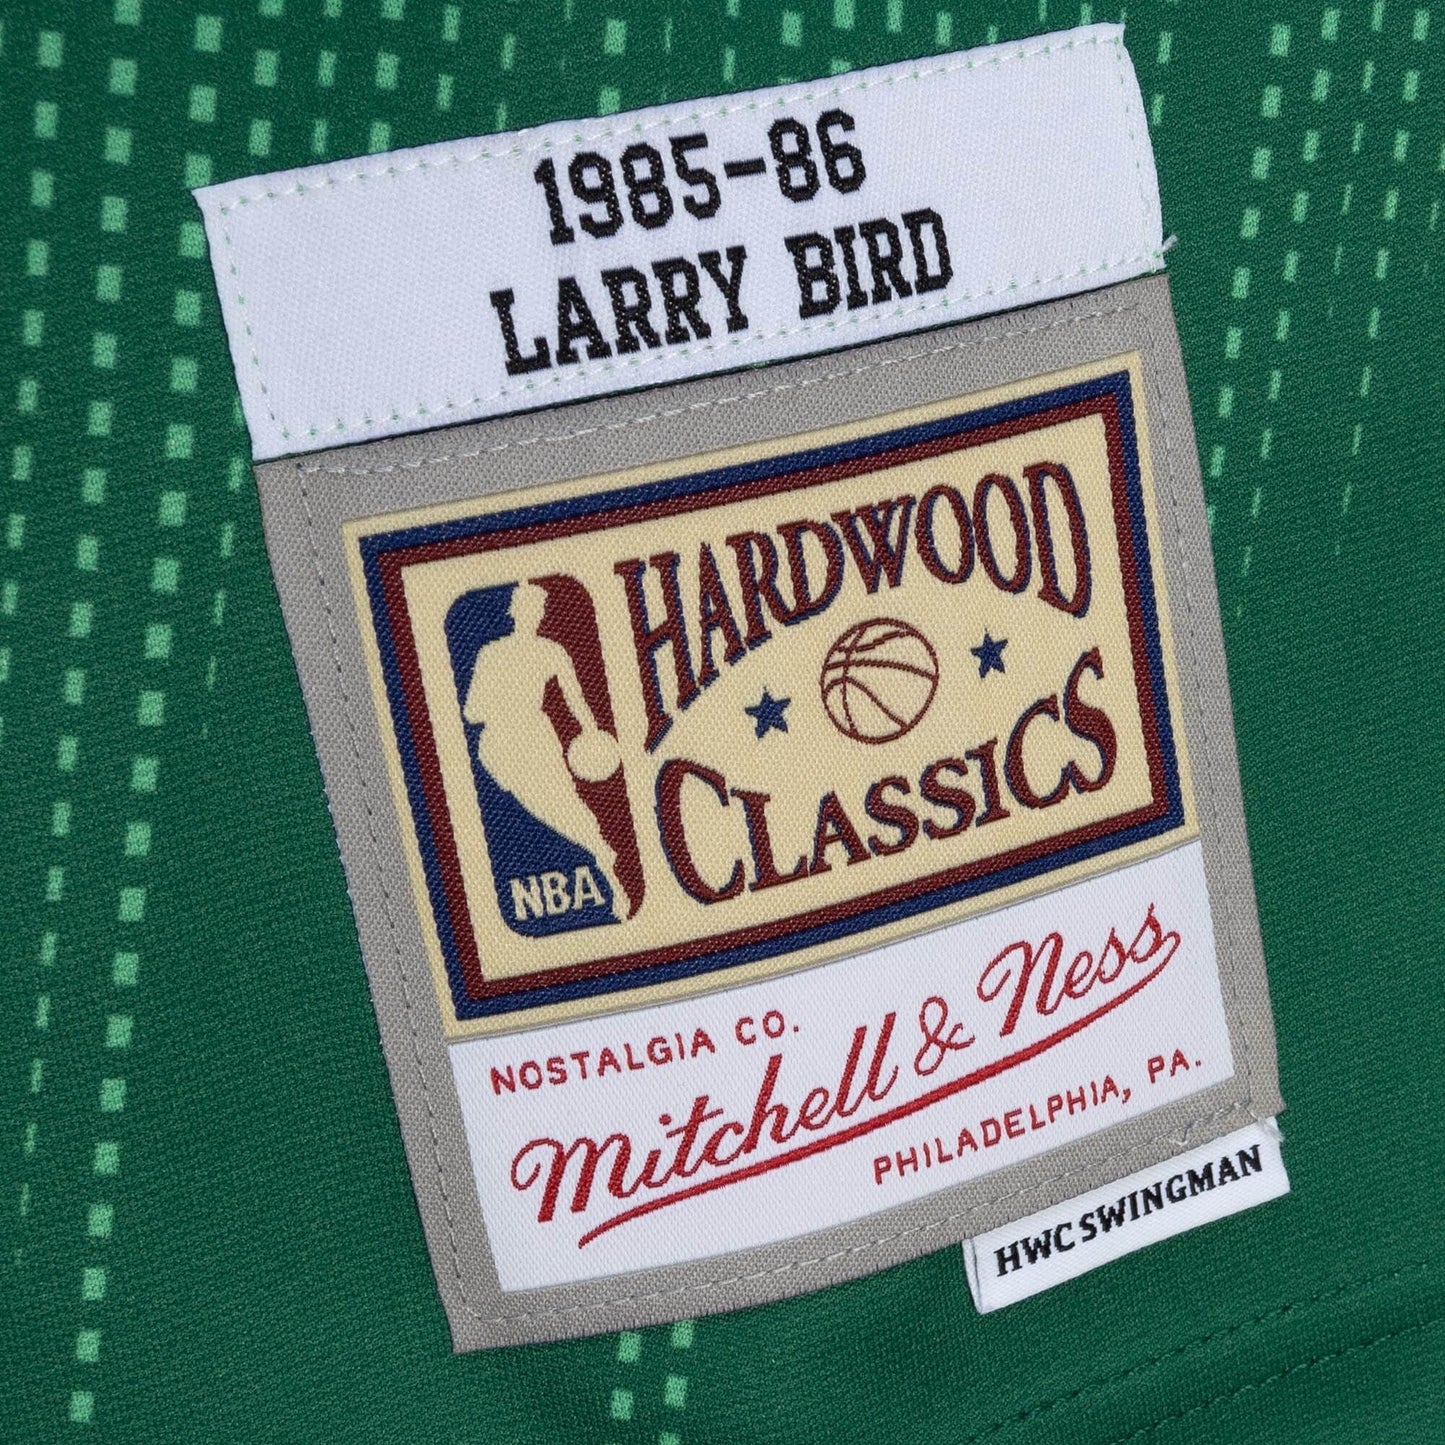 1985-86
LARRY BIRD
HARDWOOD
CLASSICS
NBA
NOSTALGIA CO.
Mitchell & Ness
PHILADELPHIA, PA.
HWC SWINGMAN